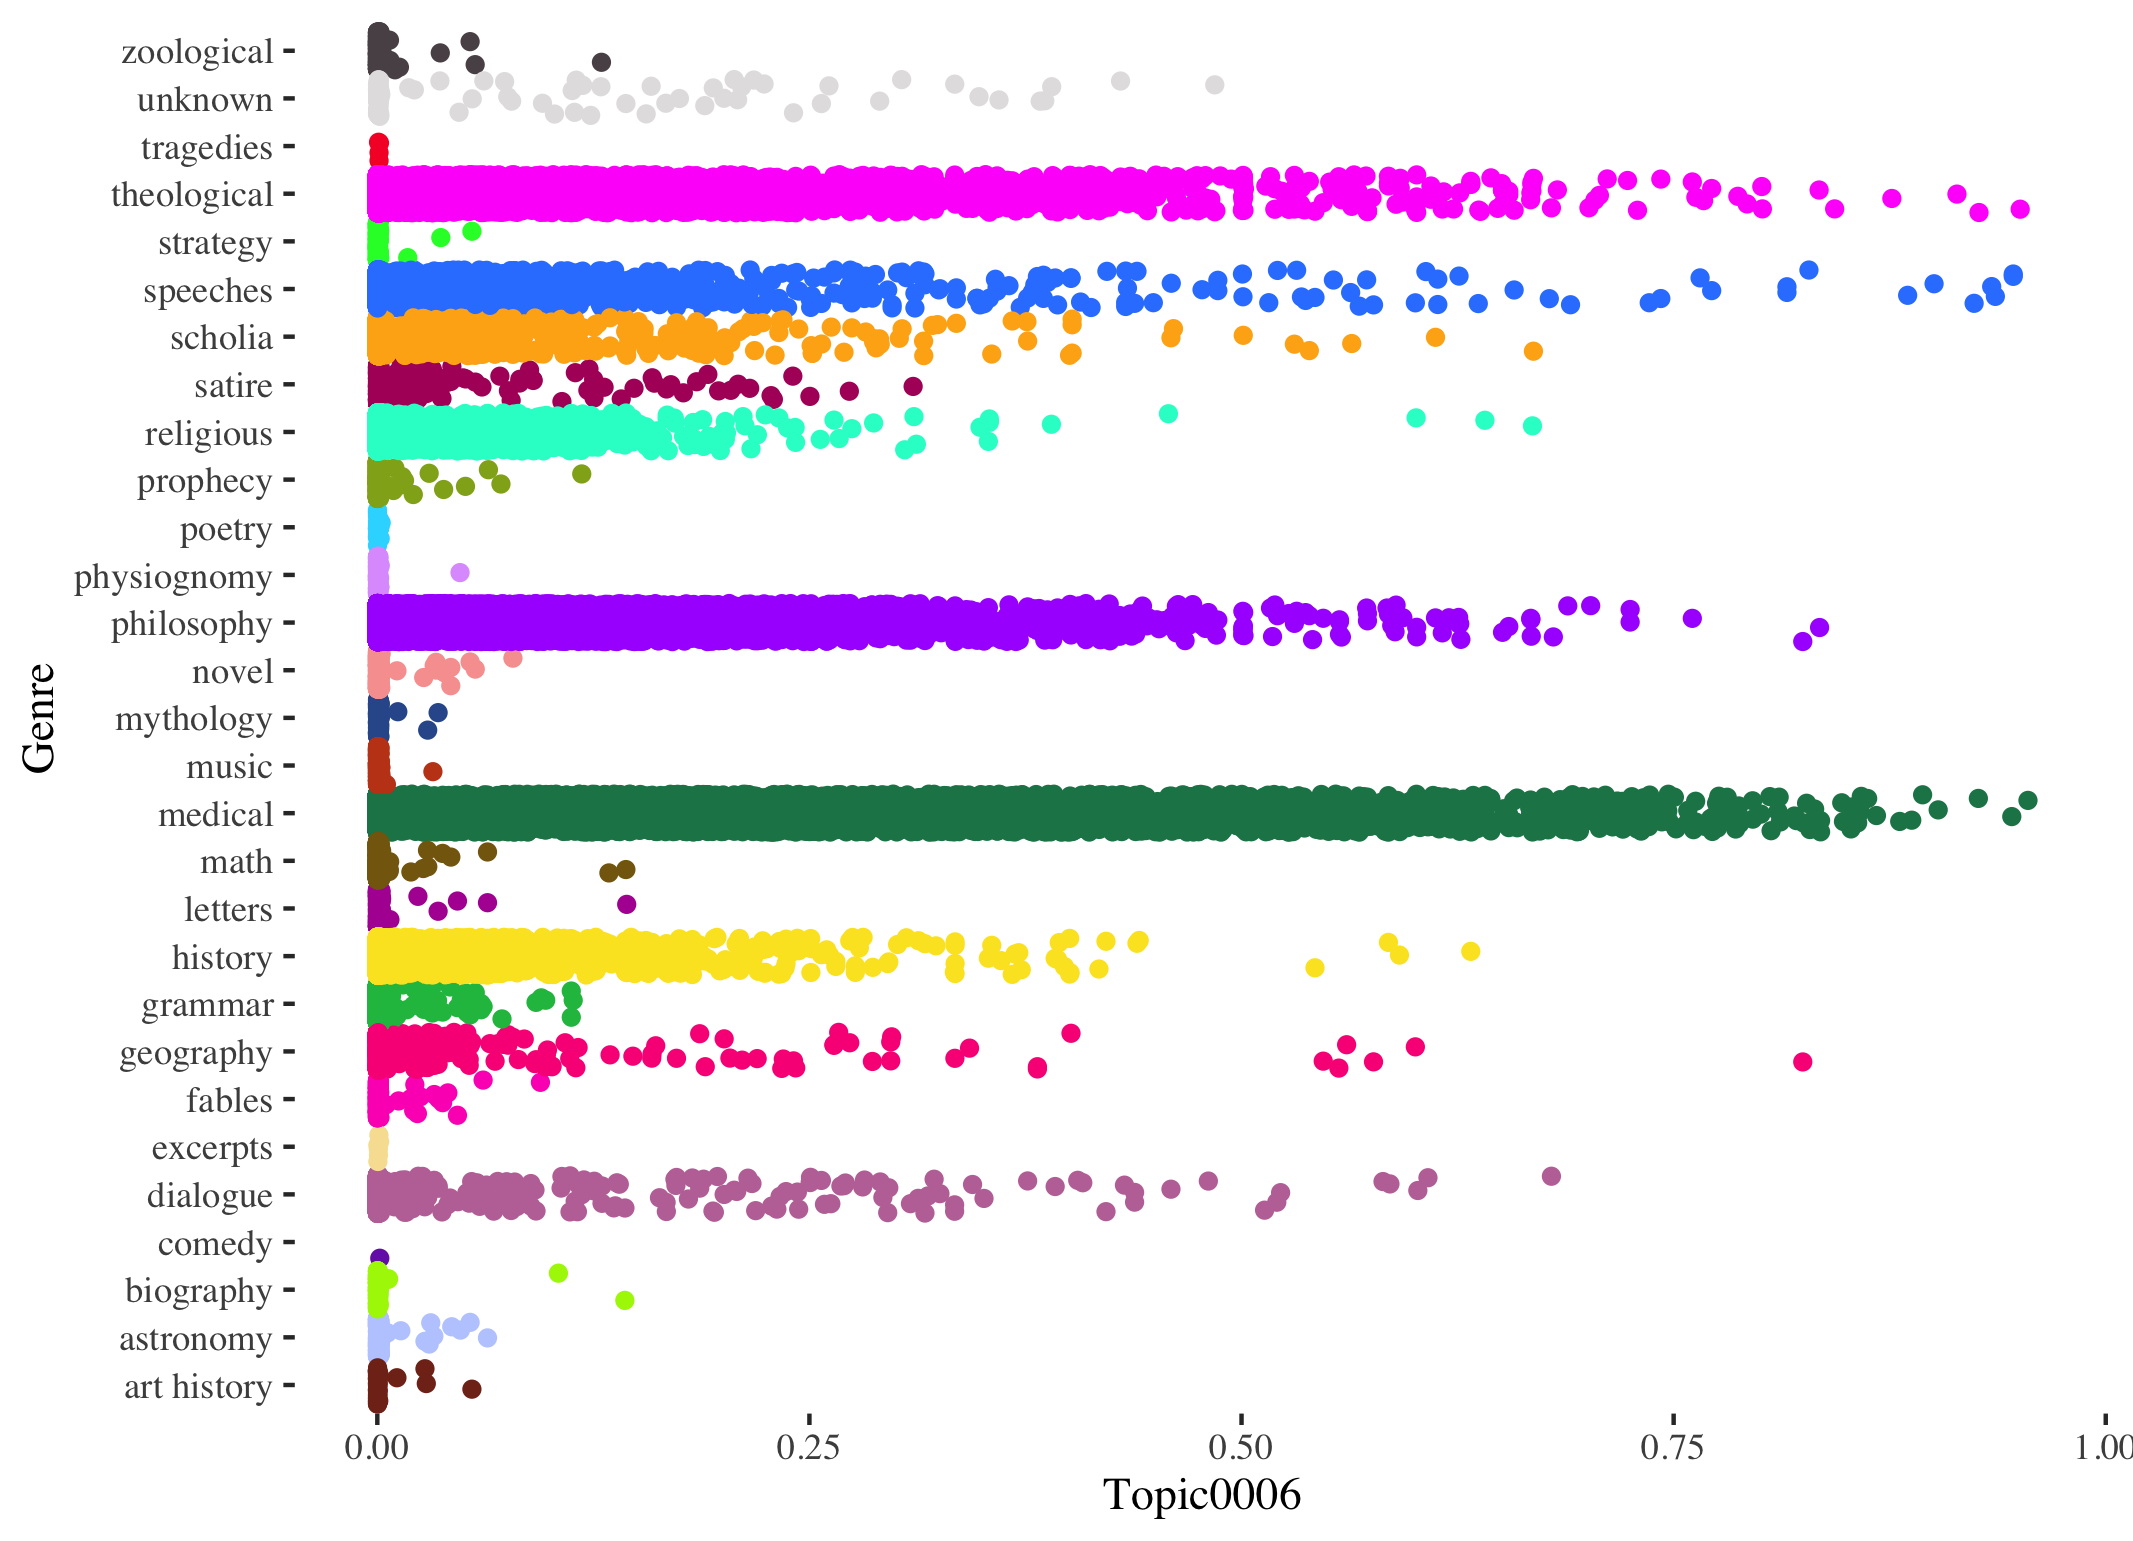 zoological
unknown
tragedies
theological
strategy
speeches
scholia
satire
religious
prophecy
poetry
physiognomy
philosophy
novel
mythology
music
medical
math
letters
history
grammar
geography
fables
excerpts
dialogue
comedy
biography
astronomy
art history
Genre
0.00 0.25 0.50 0.75 1.00
Topic0006